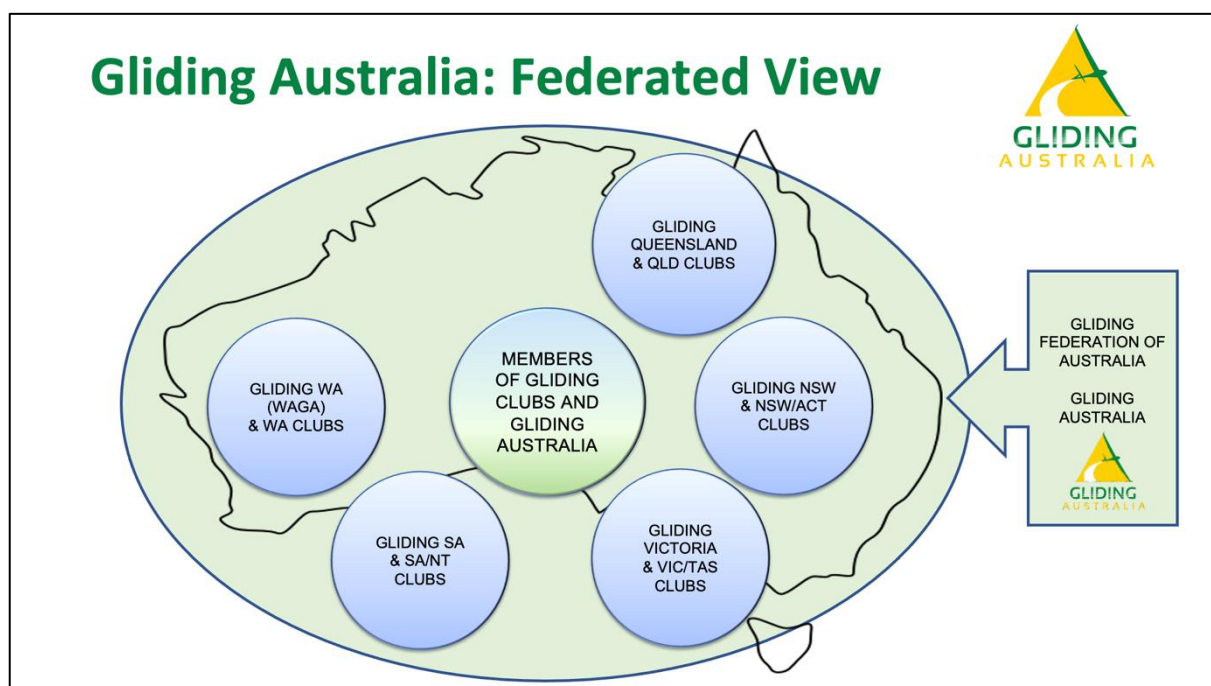 Gliding Australia: Federated View
GLIDING
AUSTRALIA
GLIDING
QUEENSLAND
& QLD CLUBS
MEMBERS
OF GLIDING
CLUBS AND
GLIDING
AUSTRALIA
GLIDING WA
(WAGA)
& WA CLUBS
GLIDING NSW
& NSW/ACT
CLUBS
GLIDING SA
& SA/NT
CLUBS
GLIDING
VICTORIA
& VIC/TAS
CLUBS
GLIDING
FEDERATION OF
AUSTRALIA
GLIDING
AUSTRALIA
GLIDING
AUSTRALIA